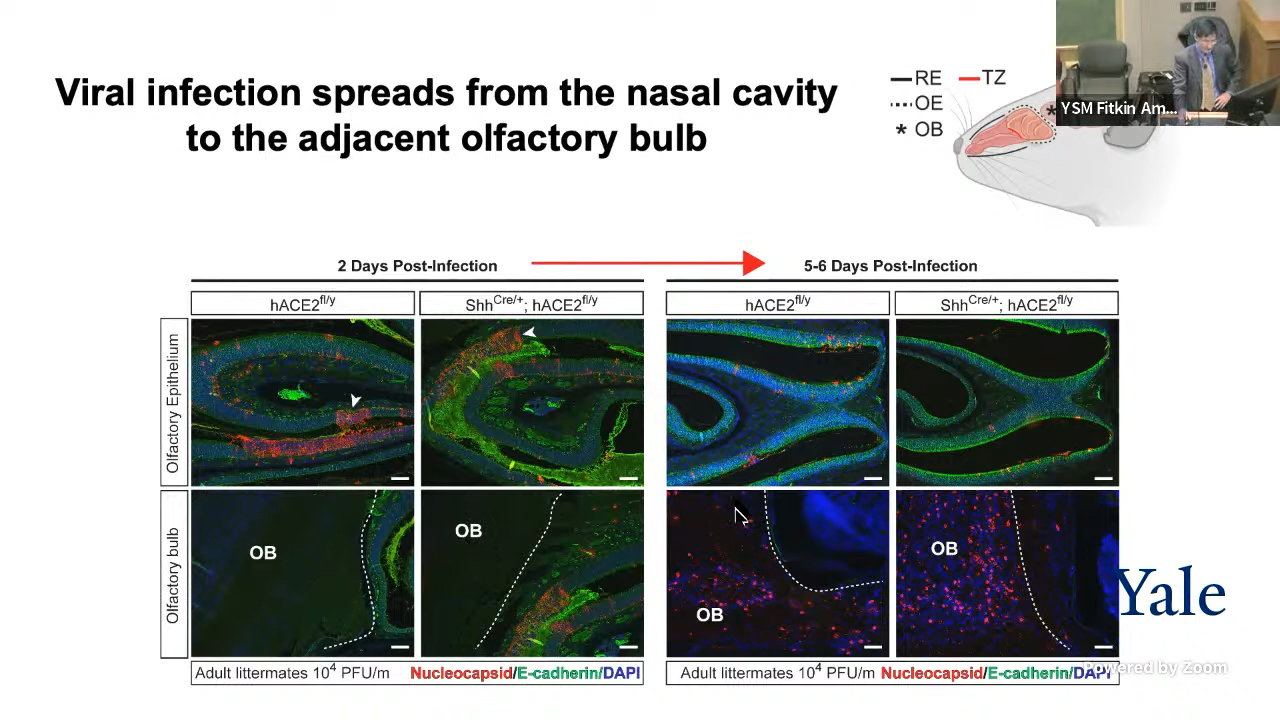 Viral infection spreads from the nasal cavity
to the adjacent olfactory bulb
RE TZ
OE
* OB
*
YSM Fitkin Am...
2 Days Post-Infection
5-6 Days Post-Infection
hACE2fl/y
ShhCre/+; hACE2fl/y
hACE2fl/y
ShhCre/+; hACE2fl/y
Olfactory Epithelium
Olfactory bulb
OB
OB
OB
OB
Adult littermates 10⁴ PFU/m Nucleocapsid/E-cadherin/DAPI
Adult littermates 10⁴ PFU/m Nucleocapsid/E-cadherin/DAPI
Yale
Powered by Zoom